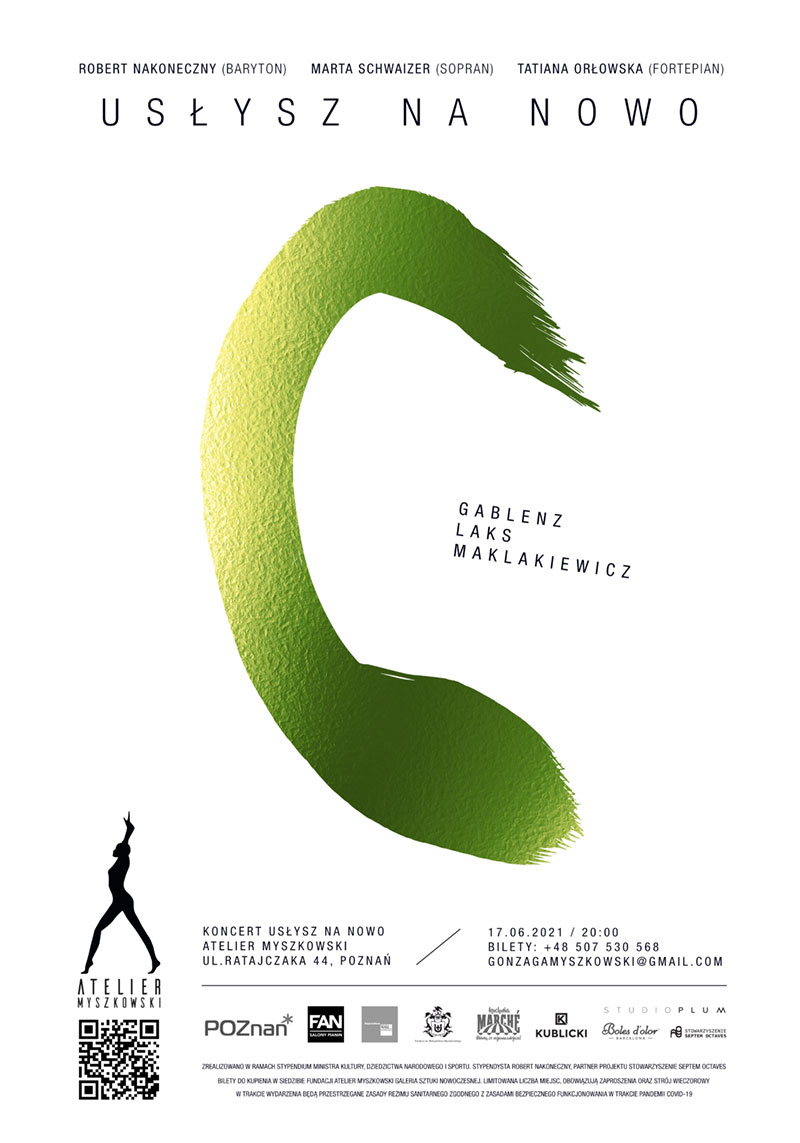 ROBERT NAKONECZNY (BARYTON) MARTA SCHWAIZER (SOPRAN) TATIANA ORŁOWSKA (FORTEPIAN)
USŁYSZ NA NOWO
GABLENZ
LAKS
MAKLAKIEWICZ
ATELIER
MYSZKOWSKI
KONCERT USŁYSZ NA NOWO
ATELIER MYSZKOWSKI
UL.RATAJCZAKA 44, POZNAŃ
17.06.2021 / 20:00
BILETY: +48 507 530 568
GONZAGAMYSZKOWSKI@GMAIL.COM
POZnan*
FAN
SALONY PIANIN
MARCHÉ
KUBLICKI
STUDIOPLUM
Boles d'olor
BARCELONA
STOWARZYSZENIE
SEPTEM OCTAVES
ZREALIZOWANO W RAMACH STYPENDIUM MINISTRA KULTURY, DZIEDZICTWA NARODOWEGO I SPORTU. STYPENDYSTA ROBERT NAKONECZNY, PARTNER PROJEKTU STOWARZYSZENIE SEPTEM OCTAVES
BILETY DO KUPIENIA W SIEDZIBIE FUNDACJI ATELIER MYSZKOWSKI GALERIA SZTUKI NOWOCZESNEJ. LIMITOWANA LICZBA MIEJSC, OBOWIĄZUJĄ ZAPROSZENIA ORAZ STRÓJ WIECZOROWY
W TRAKCIE WYDARZENIA BĘDĄ PRZESTRZEGANE ZASADY REŻIMU SANITARNEGO ZGODNEGO Z ZASADAMI BEZPIECZNEGO FUNKCJONOWANIA W TRAKCIE PANDEMII COVID-19